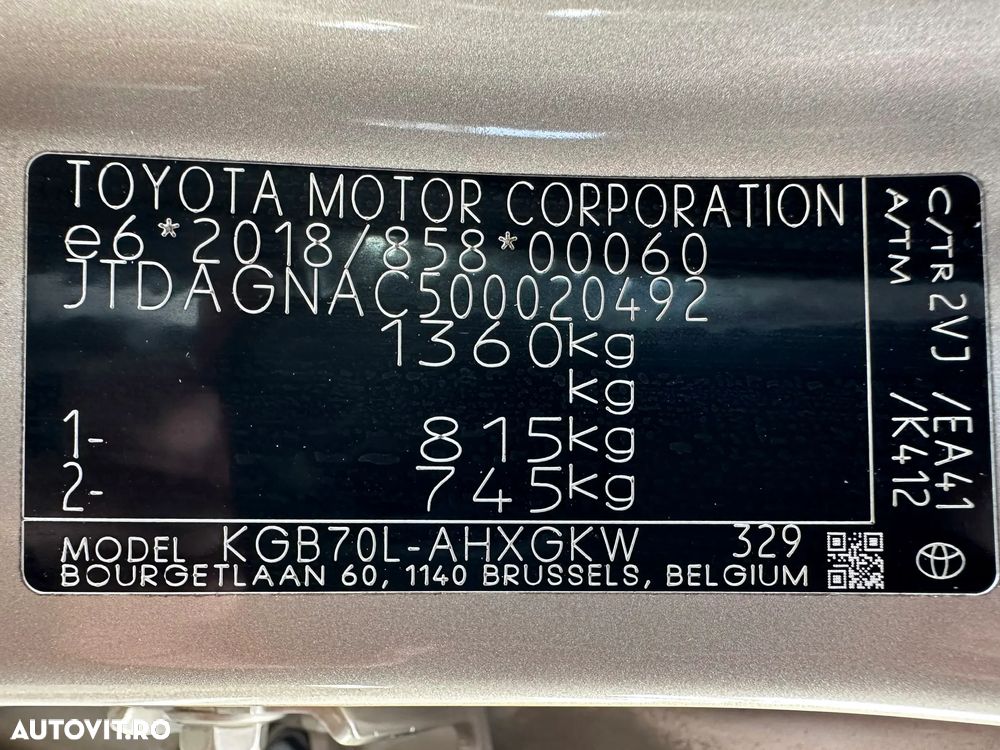 TOYOTA MOTOR CORPORATION
e6*2018/858*00060
JTDAGNAC500020492
1360kg
kg
1- 815kg
2- 745kg
MODEL KGB70L-AHXGKW 329
BOURGETLAAN 60, 1140 BRUSSELS, BELGIUM
C/TR 2VJ /EA41
A/TM /K412
AUTOVIT.RO